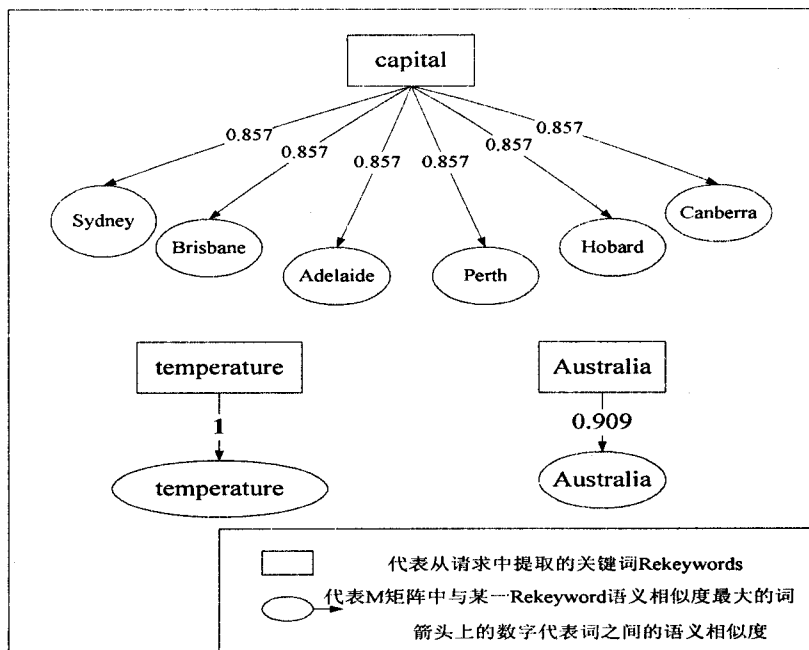 capital
0.857
0.857
0.857
0.857
0.857
0.857
Sydney
Brisbane
Adelaide
Perth
Hobard
Canberra
temperature
Australia
1
0.909
temperature
Australia
代表从请求中提取的关键词Rekeywords
代表M矩阵中与某一Rekeyword语义相似度最大的词
箭头上的数字代表词之间的语义相似度